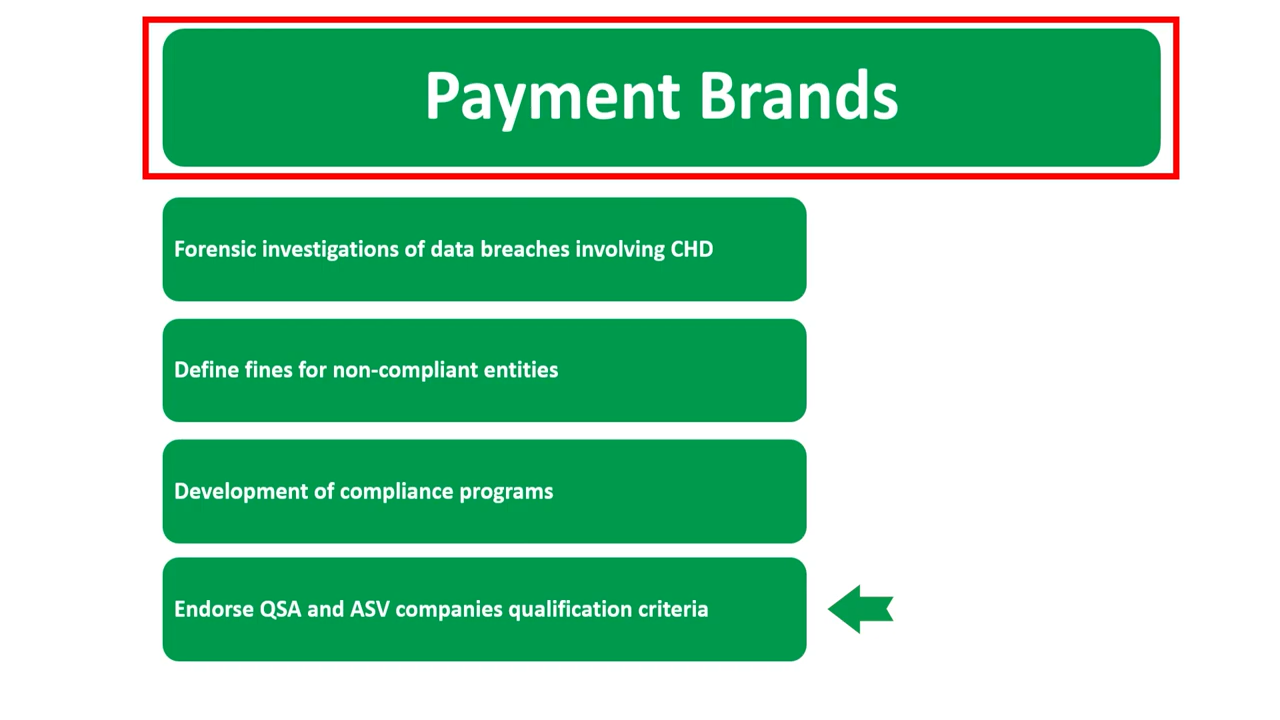 Payment Brands
Forensic investigations of data breaches involving CHD
Define fines for non-compliant entities
Development of compliance programs
Endorse QSA and ASV companies qualification criteria